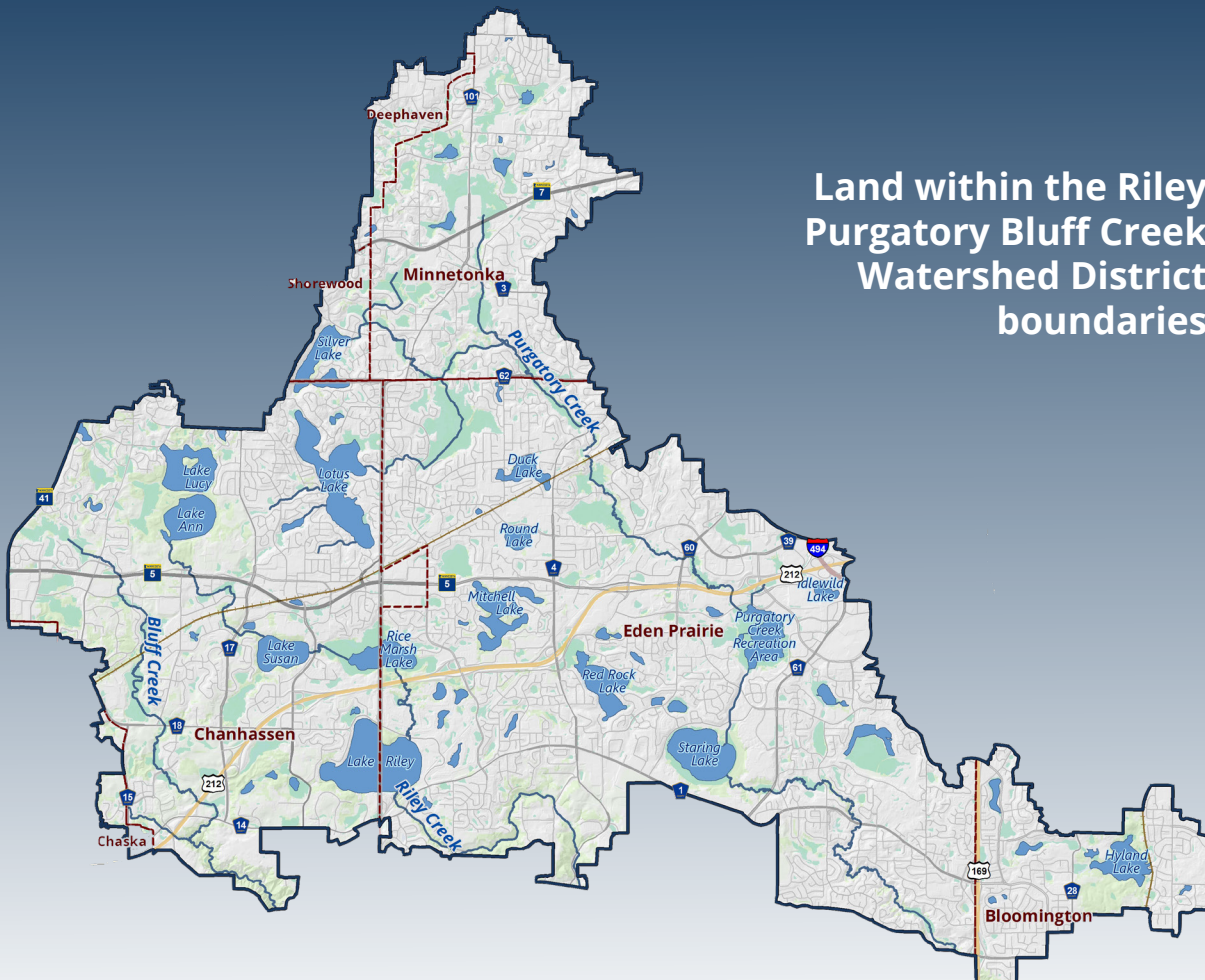 101
Deephaven
Land within the Riley
Purgatory Bluff Creek
Watershed District
boundaries
7
Minnetonka
Shorewood
3
Silver
Lake
Purgatory Creek
62
Lake
Lucy
Lotus
Lake
Duck
Lake
41
Lake
Ann
Round
Lake
60
39
494
5
5
4
212
Idlewild
Lake
Mitchell
Lake
Bluff Creek
Purgatory
Creek
Recreation
Area
Eden Prairie
17
Lake
Susan
Rice
Marsh
Lake
61
Red Rock
Lake
18
Chanhassen
Lake Riley
Staring
Lake
212
1
15
Riley Creek
14
Chaska
Hyland
Lake
169
28
Bloomington